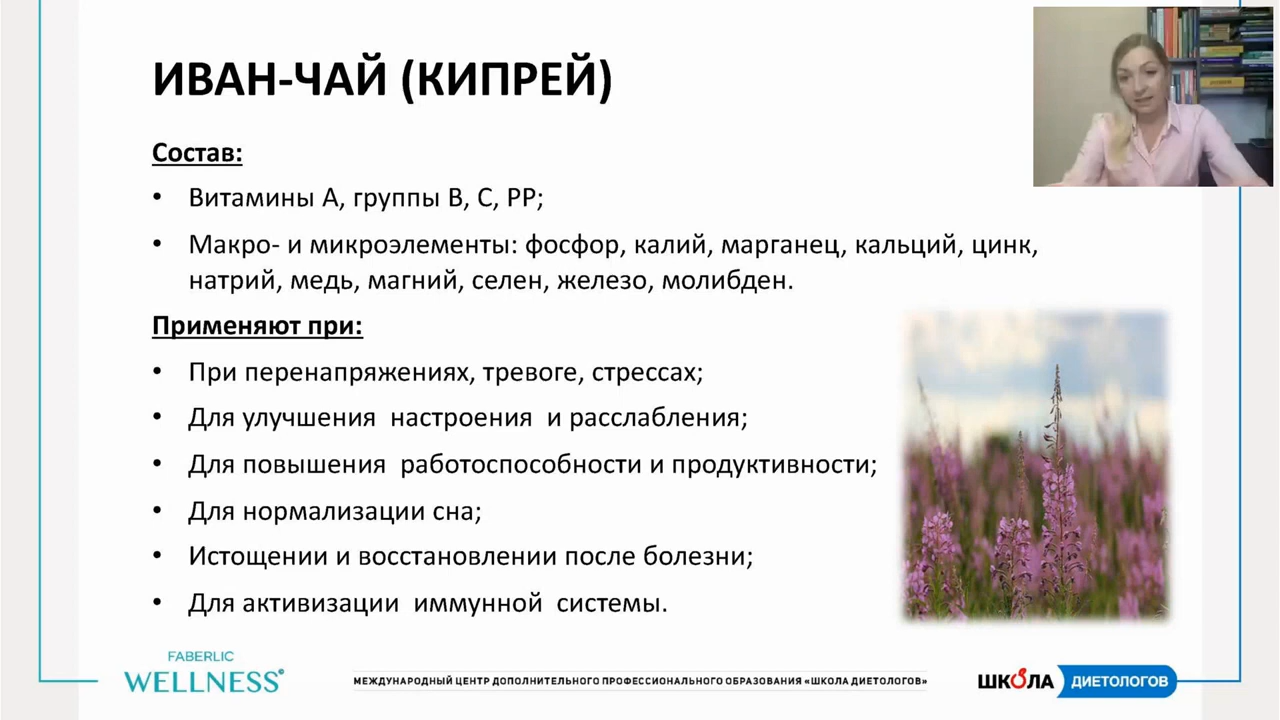 ИВАН-ЧАЙ (КИПРЕЙ)
Состав:
• Витамины А, группы В, С, РР;
• Макро- и микроэлементы: фосфор, калий, марганец, кальций, цинк,
натрий, медь, магний, селен, железо, молибден.
Применяют при:
• При перенапряжениях, тревоге, стрессах;
• Для улучшения настроения и расслабления;
• Для повышения работоспособности и продуктивности;
• Для нормализации сна;
• Истощении и восстановлении после болезни;
• Для активизации иммунной системы.
FABERLIC
WELLNESS
МЕЖДУНАРОДНЫЙ ЦЕНТР ДОПОЛНИТЕЛЬНОГО ПРОФЕССИОНАЛЬНОГО ОБРАЗОВАНИЯ «ШКОЛА ДИЕТОЛОГОВ»
ШКОЛА ДИЕТОЛОГОВ